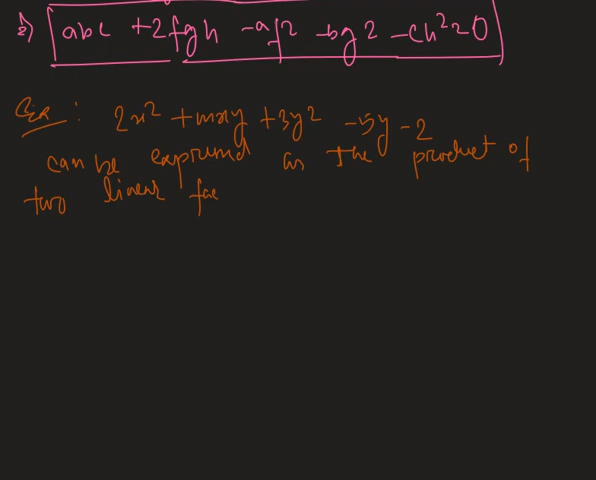 2) abc +2fgh -af2 -bg2 -ch²=0
Ex: 2x² +mxy +3y2 -5y -2
can be expressed as the product of
two linear fac